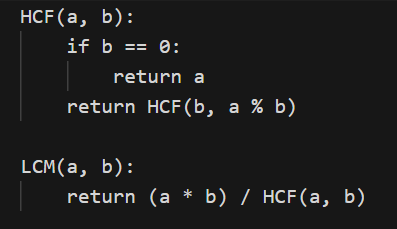 HCF(a, b):
    if b == 0:
        return a
    return HCF(b, a % b)

LCM(a, b):
    return (a * b) / HCF(a, b)